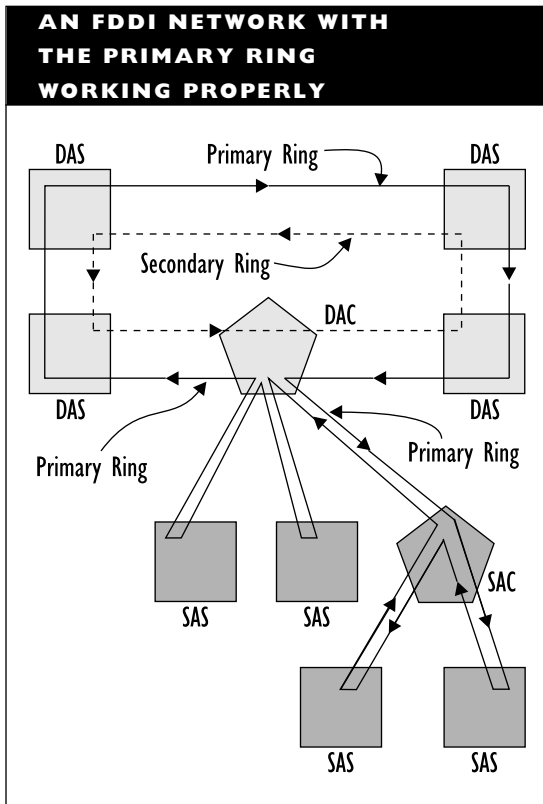 AN FDDI NETWORK WITH
THE PRIMARY RING
WORKING PROPERLY
DAS
Primary Ring
DAS
Secondary Ring
DAC
DAS
DAS
Primary Ring
Primary Ring
SAC
SAS
SAS
SAS
SAS